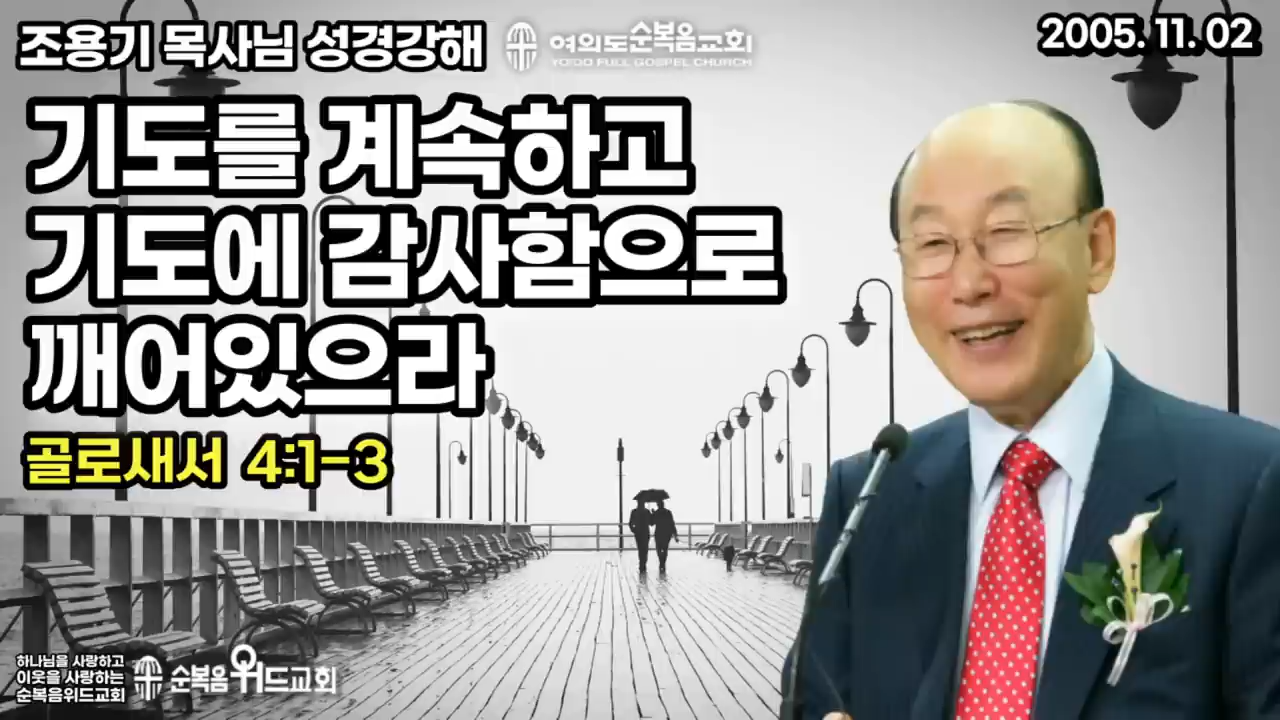 조용기 목사님 성경강해
여의도순복음교회
YOIDO FULL GOSPEL CHURCH
2005. 11. 02
기도를 계속하고
기도에 감사함으로
깨어있으라
골로새서 4:1-3
하나님을 사랑하고
이웃을 사랑하는
순복음위드교회
순복음위드교회